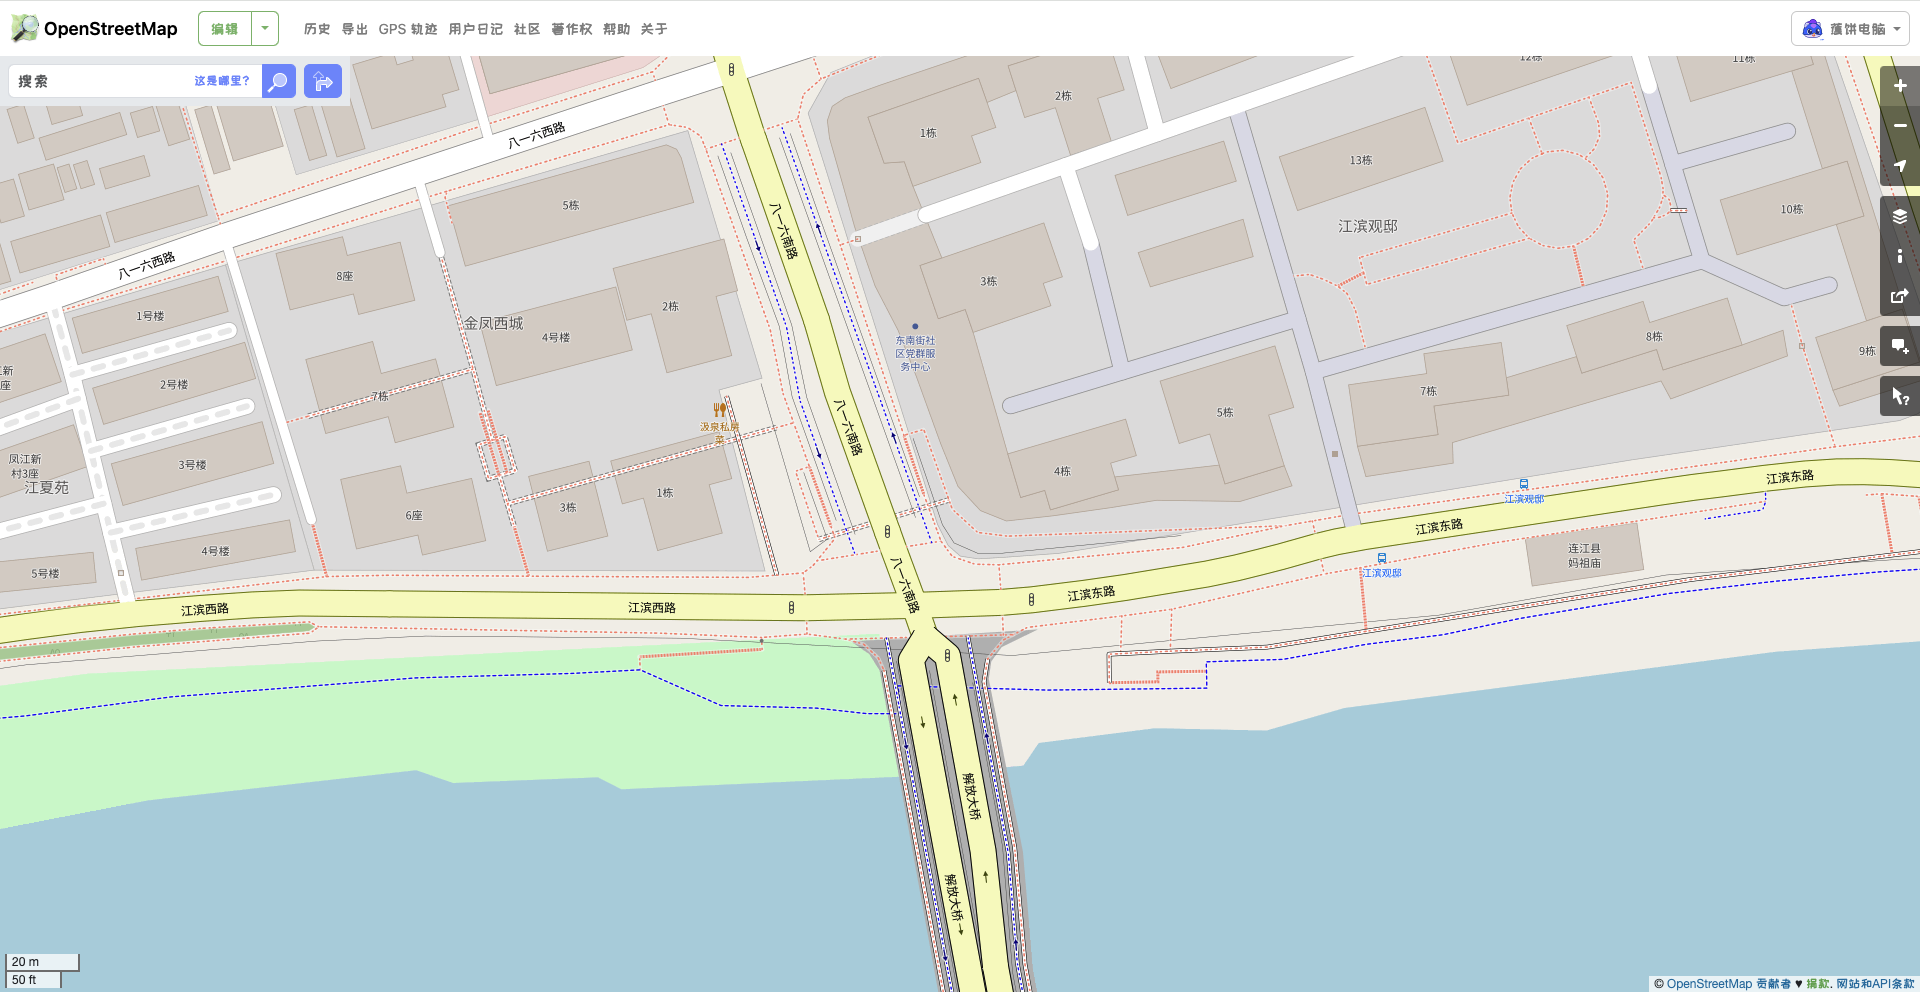 OpenStreetMap 编辑 历史 导出 GPS 轨迹 用户日记 社区 著作权 帮助 关于 蕉饼电脑
搜索 这是哪里?
12栋
11栋
2栋
1栋
八一六西路
13栋
5栋
10栋
八一六南路
江滨观邸
八一六西路
8座
3栋
2栋
1号楼
金凤西城
4号楼
东南街社
区党群服
务中心
8栋
9栋
江新
座
2号楼
7栋
7栋
5栋
汲泉私房
菜
八一六南路
凤江新
村3座
3号楼
4栋
江滨东路
江夏苑
1栋
江滨观邸
3栋
6座
江滨东路
4号楼
连江县
妈祖庙
5号楼
江滨观邸
八一六南路
江滨东路
江滨西路
江滨西路
解放大桥
解放大桥
20 m
50 ft
© OpenStreetMap 贡献者 ♥ 捐款. 网站和API条款